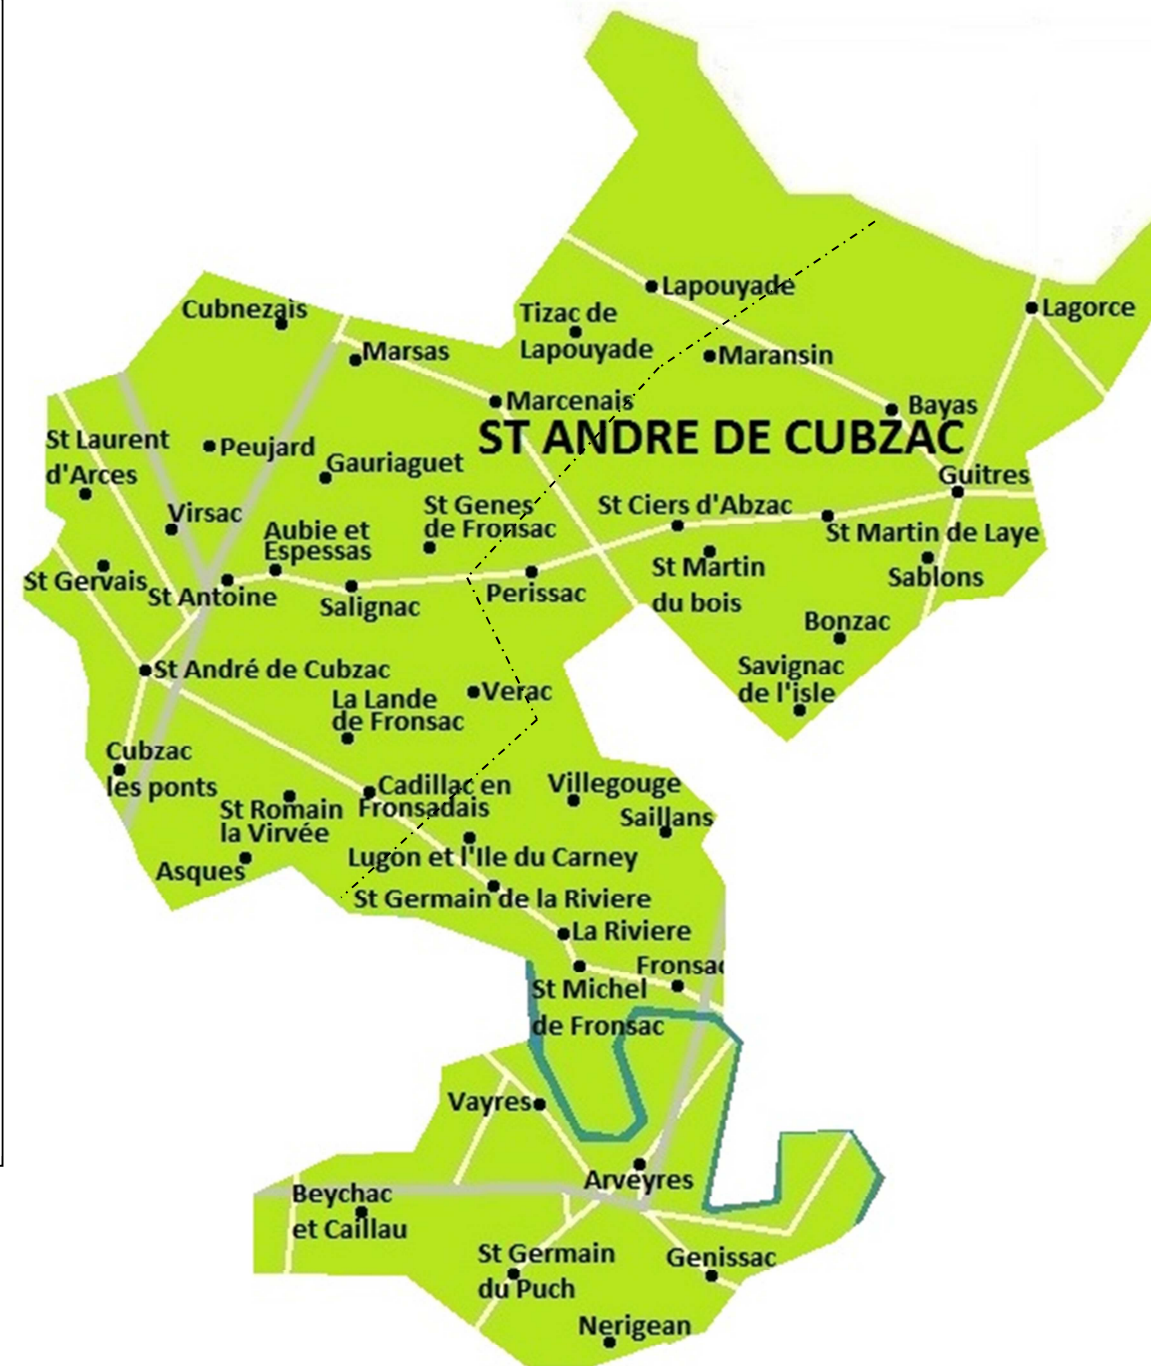 Lapouyade
Cubnezais
Tizac de
Lapouyade
Lagorce
Marsas
Maransin
Marcenais
Bayas
ST ANDRE DE CUBZAC
St Laurent
d'Arces
Peujard
Gauriaguet
Guitres
Virsac
St Genes
de Fronsac
St Ciers d'Abzac
Aubie et
Espessas
St Martin de Laye
St Gervais
St Antoine
Salignac
Perissac
St Martin
du bois
Sablons
Bonzac
St André de Cubzac
Savignac
de l'isle
La Lande
de Fronsac
Verac
Cubzac
les ponts
Cadillac en
Fronsadais
Villegouge
St Romain
la Virvée
Saillans
Asques
Lugon et l'Ile du Carney
St Germain de la Riviere
La Riviere
Fronsac
St Michel
de Fronsac
Vayres
Arveyres
Beychac
et Caillau
St Germain
du Puch
Genissac
Nerigean